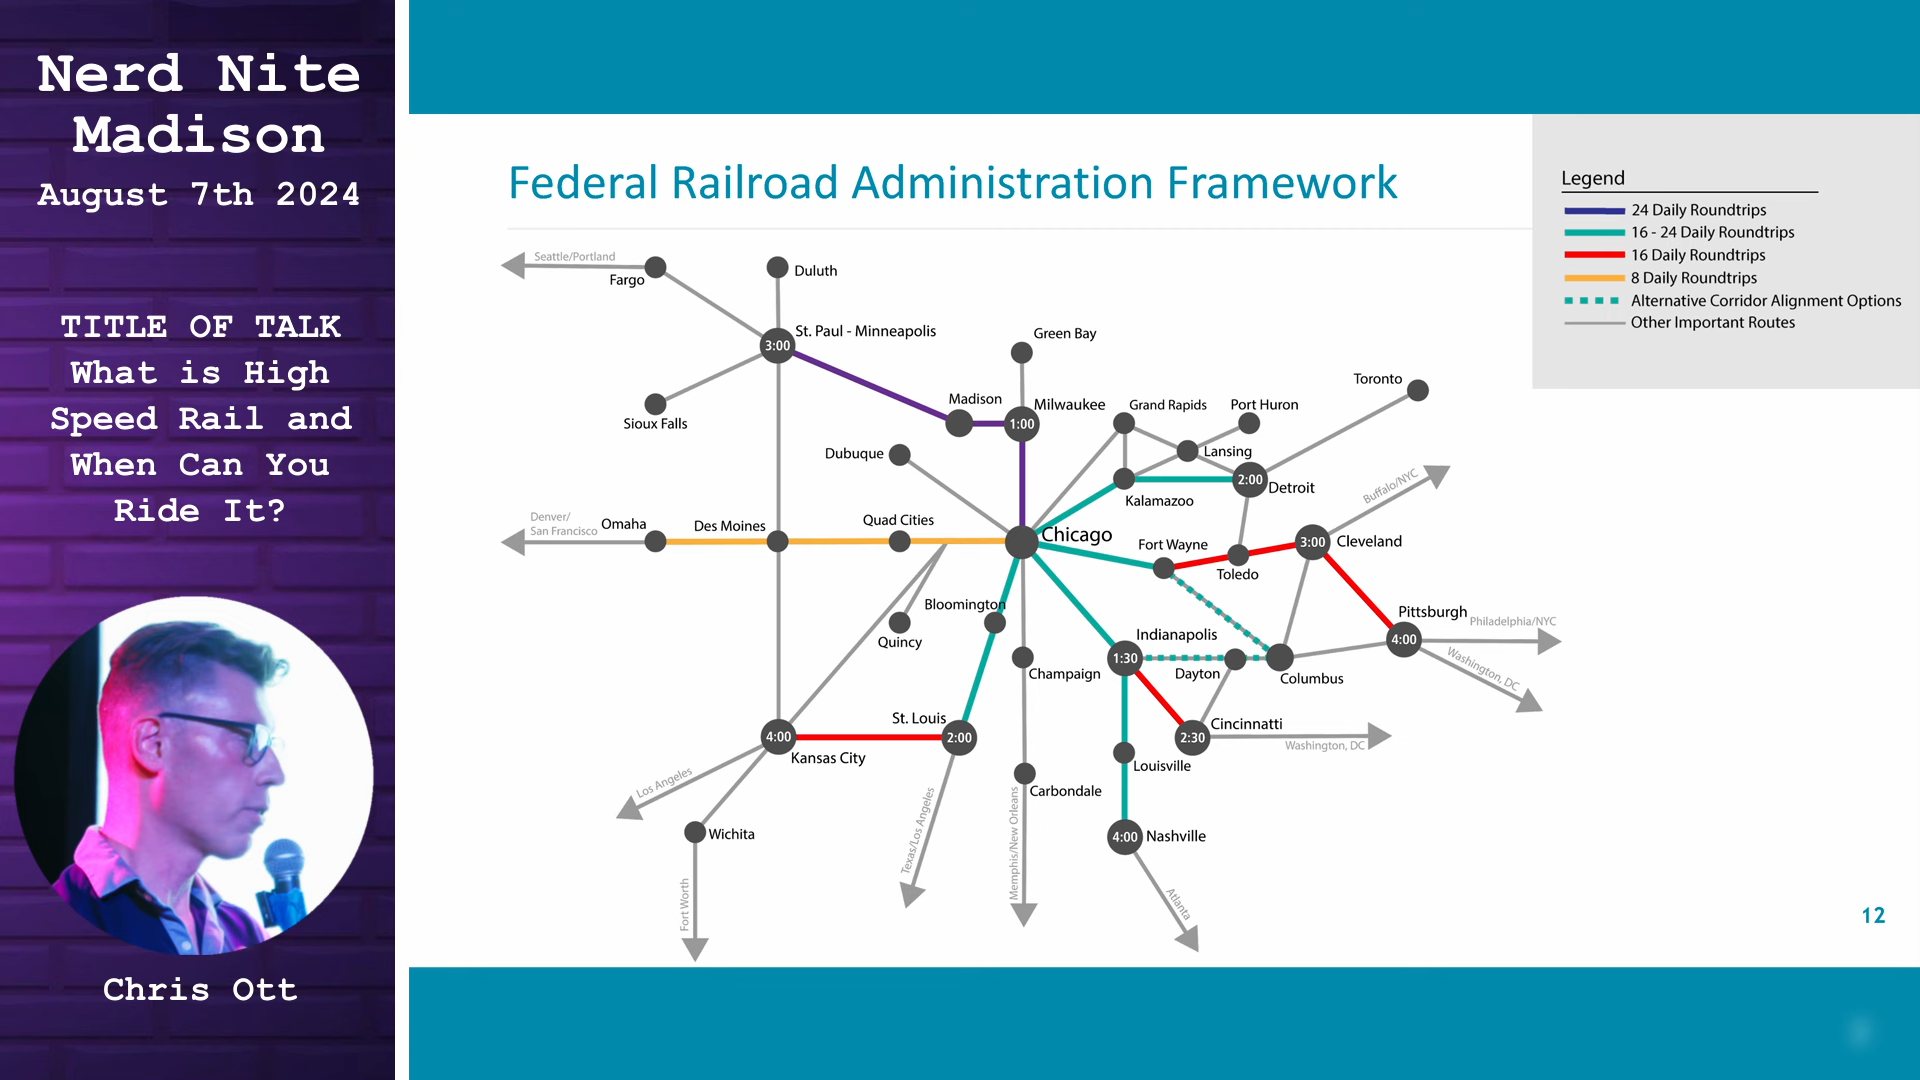 Nerd Nite
Madison
August 7th 2024
TITLE OF TALK
What is High
Speed Rail and
When Can You
Ride It?
Chris Ott
Federal Railroad Administration Framework
Legend
24 Daily Roundtrips
16 - 24 Daily Roundtrips
16 Daily Roundtrips
8 Daily Roundtrips
Alternative Corridor Alignment Options
Other Important Routes
Seattle/Portland
Fargo
Duluth
St. Paul - Minneapolis
3:00
Sioux Falls
Green Bay
Madison
Milwaukee
1:00
Grand Rapids
Port Huron
Toronto
Lansing
Dubuque
Kalamazoo
2:00
Detroit
Buffalo/NYC
Denver/
San Francisco
Omaha
Des Moines
Quad Cities
Chicago
Fort Wayne
Toledo
3:00
Cleveland
Bloomington
Quincy
Pittsburgh
4:00
Philadelphia/NYC
Washington, DC
Indianapolis
1:30
Dayton
Columbus
Champaign
St. Louis
2:00
4:00
Kansas City
Cincinnatti
2:30
Washington, DC
Louisville
Los Angeles
Carbondale
Wichita
Texas/Los Angeles
Memphis/New Orleans
4:00
Nashville
Fort Worth
Atlanta
12